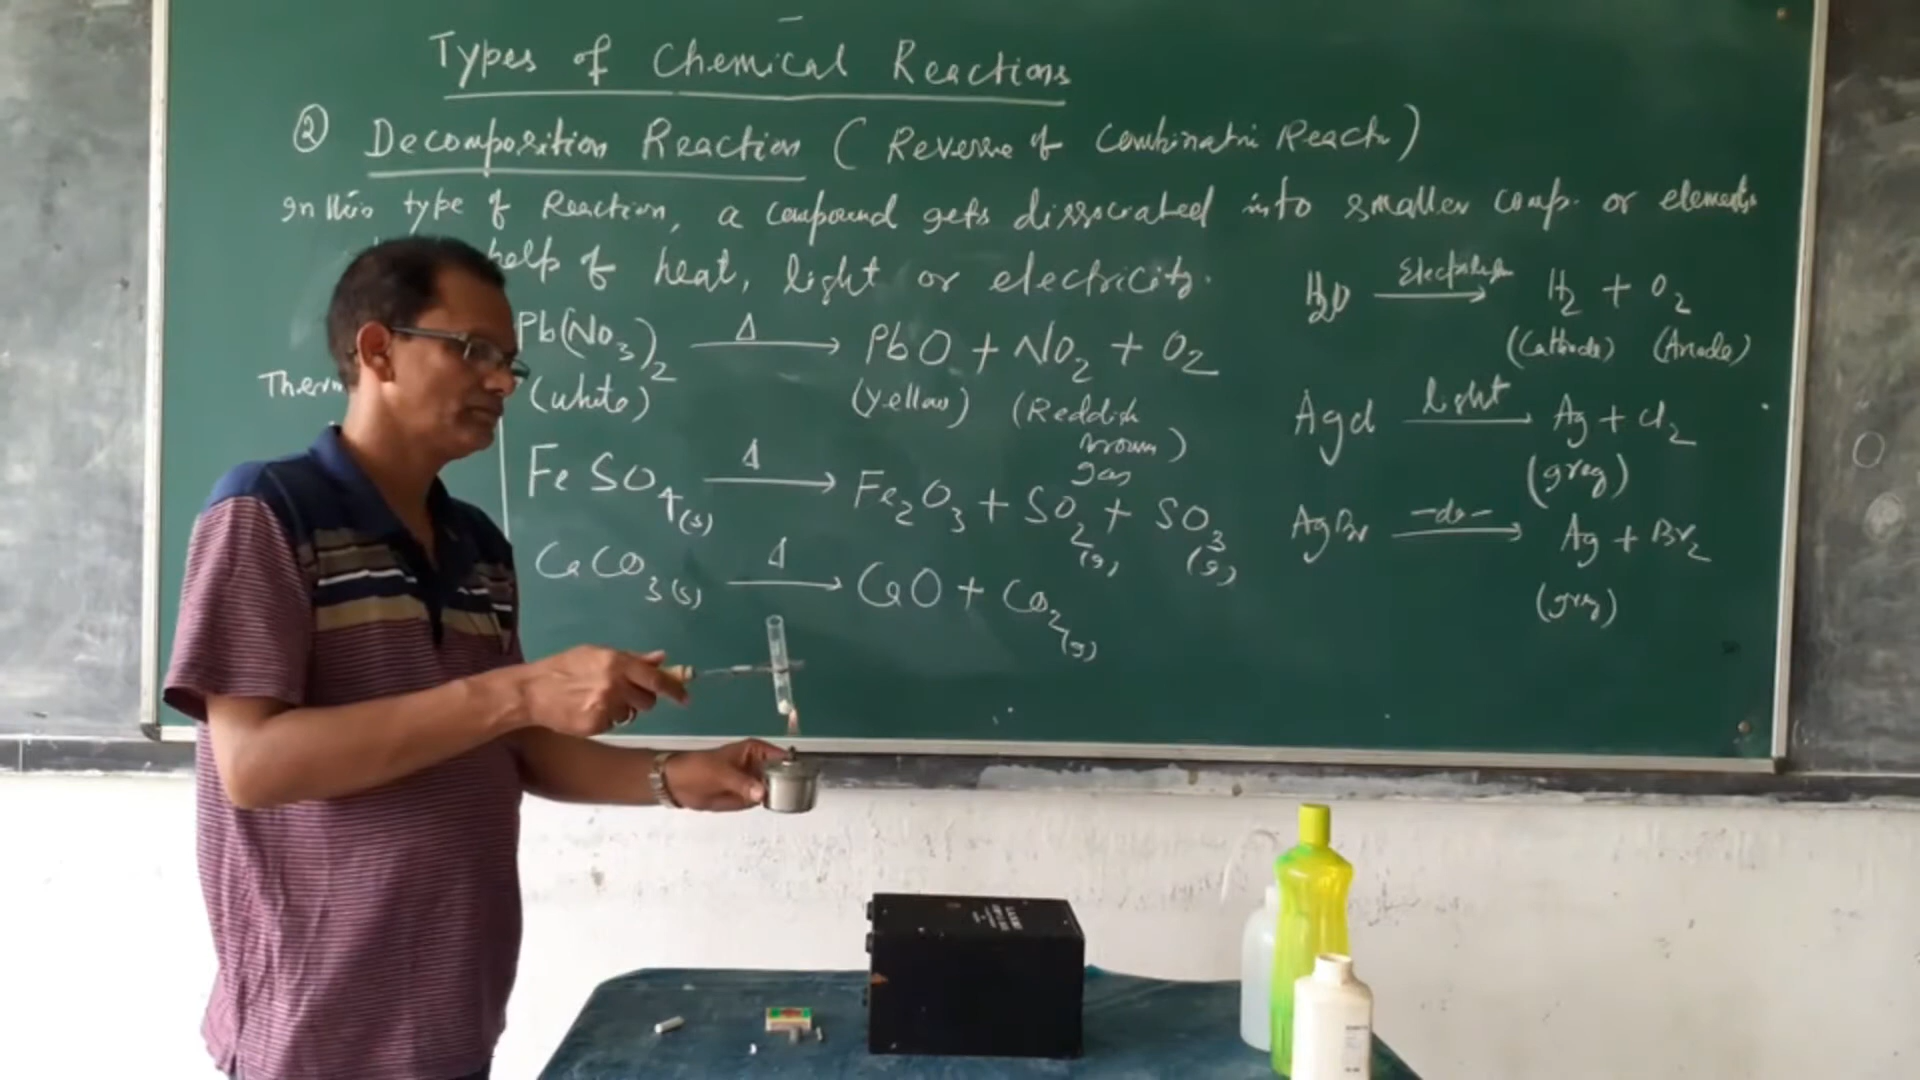 Types of Chemical Reactions
② Decomposition Reaction (Reverse of Combinatn Reactn)
In this type of Reaction, a compound gets dissociated into smaller comp. or elements
help of heat, light or electricity.
H2O → H2 + O2
(Cathode) (Anode)
Pb(NO3)2 Δ→ PbO + NO2 + O2
(white) (yellow) (Reddish brown) gas
Therm
AgCl light→ Ag + Cl2
(grey)
FeSO4(s) Δ→ Fe2O3 + SO2(g) + SO3(g)
AgBr -do-→ Ag + Br2
(grey)
CaCO3(s) Δ→ CaO + CO2(g)